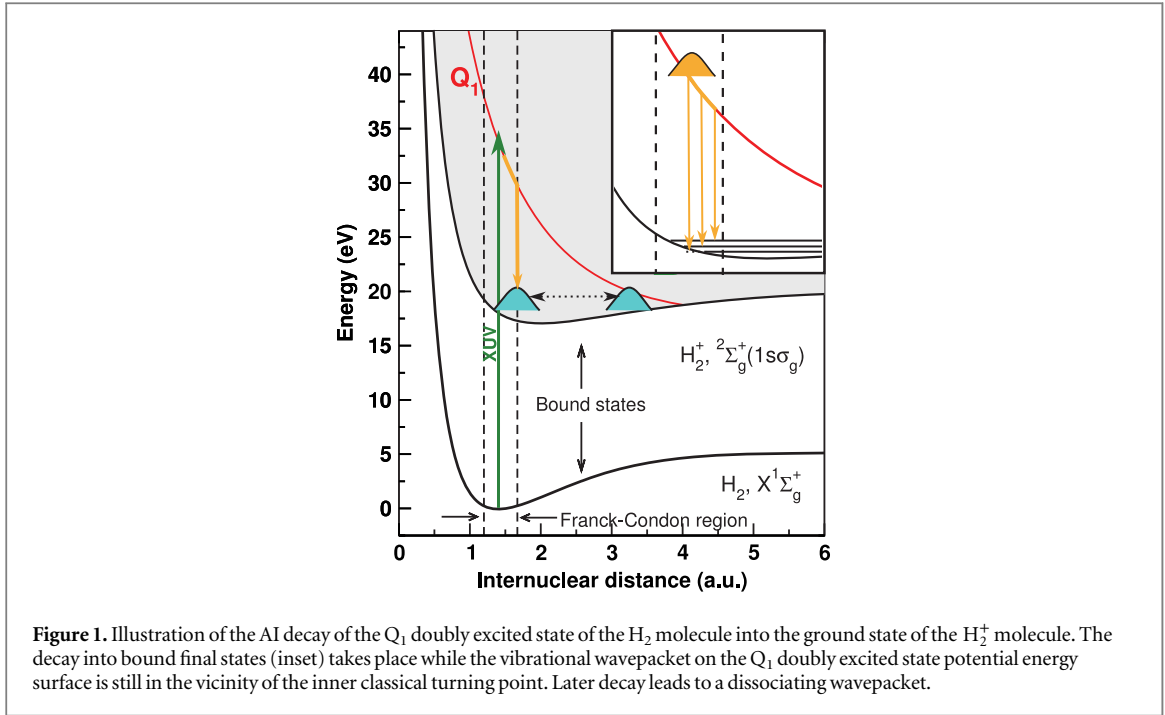 40
35
30
25
20
15
10
5
0
Energy (eV)
Q1
XUV
H2+, 2Σg+(1sσg)
Bound states
H2, X1Σg+
Franck-Condon region
0 1 2 3 4 5 6
Internuclear distance (a.u.)
Figure 1. Illustration of the AI decay of the Q1 doubly excited state of the H2 molecule into the ground state of the H2+ molecule. The
decay into bound final states (inset) takes place while the vibrational wavepacket on the Q1 doubly excited state potential energy
surface is still in the vicinity of the inner classical turning point. Later decay leads to a dissociating wavepacket.